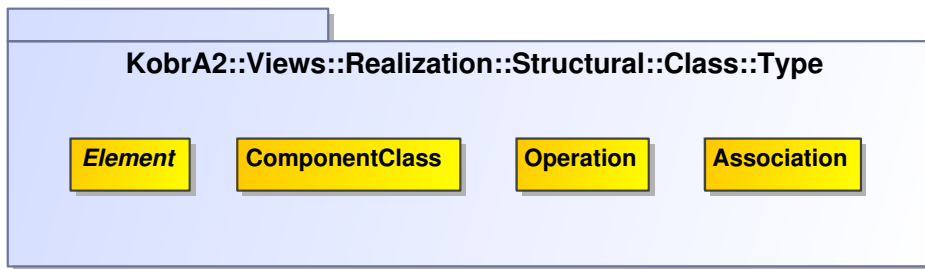 KobrA2::Views::Realization::Structural::Class::Type
Element ComponentClass Operation Association